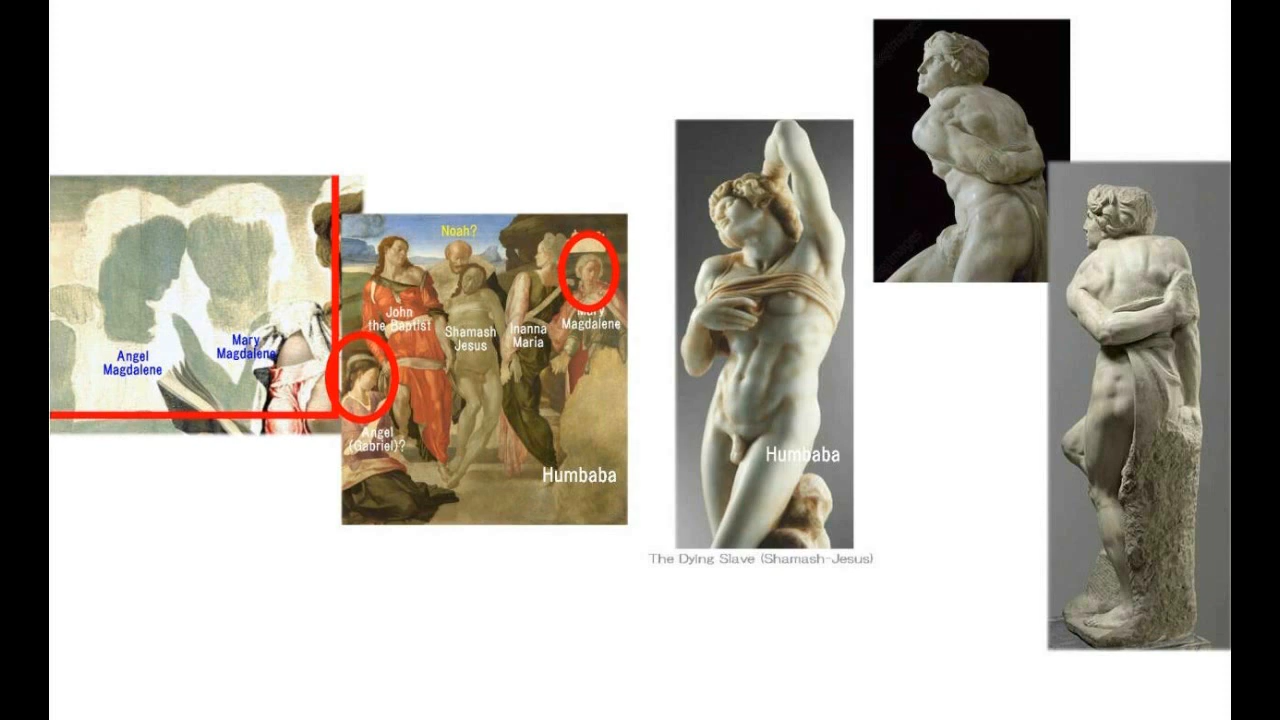 Angel
Magdalene
Mary
Magdalene
Noah?
John
the Baptist
Shamash
Jesus
Inanna
Maria
Mary
Magdalene
Angel
(Gabriel)?
Humbaba
Humbaba
The Dying Slave (Shamash-Jesus)